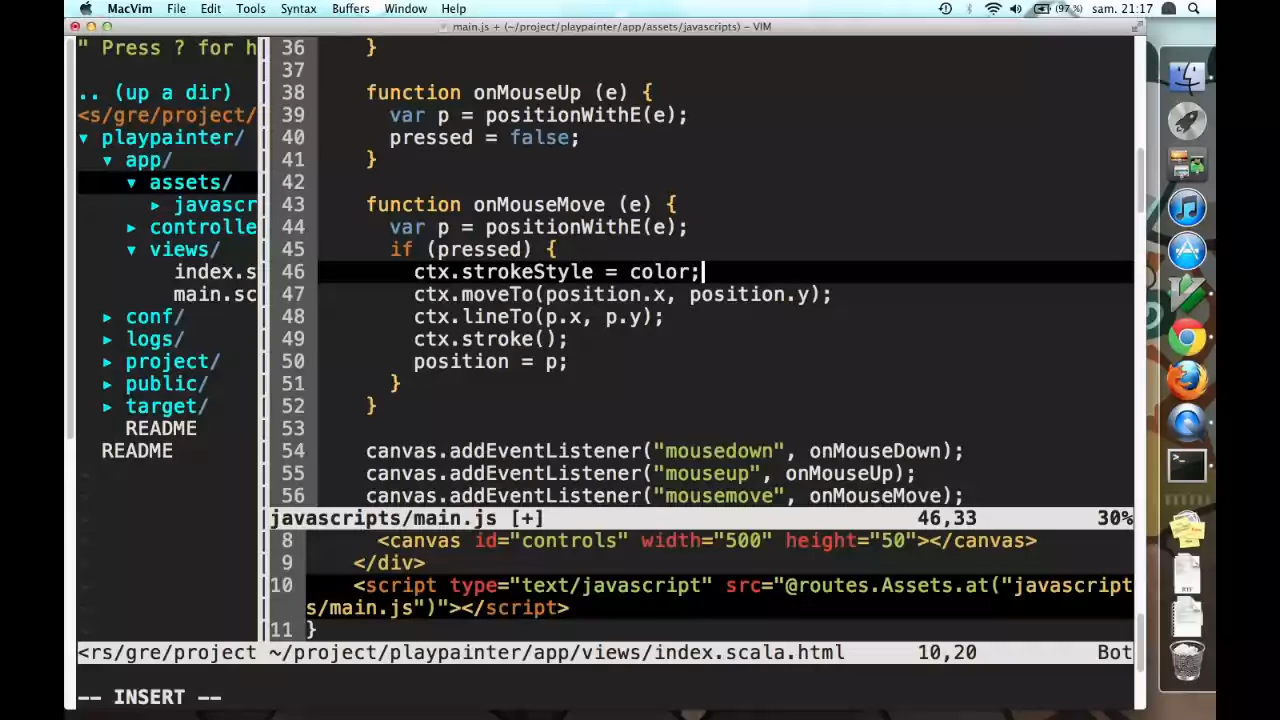 MacVim File Edit Tools Syntax Buffers Window Help (97 %) sam. 21:17
main.js + (~/project/playpainter/app/assets/javascripts) – VIM
" Press ? for h
.. (up a dir)
<s/gre/project/
▾ playpainter/
▾ app/
▾ assets/
▸ javascr
▸ controlle
▾ views/
index.s
main.sc
▸ conf/
▸ logs/
▸ project/
▸ public/
▸ target/
README
README
36 }
37
38 function onMouseUp (e) {
39 var p = positionWithE(e);
40 pressed = false;
41 }
42
43 function onMouseMove (e) {
44 var p = positionWithE(e);
45 if (pressed) {
46 ctx.strokeStyle = color;
47 ctx.moveTo(position.x, position.y);
48 ctx.lineTo(p.x, p.y);
49 ctx.stroke();
50 position = p;
51 }
52 }
53
54 canvas.addEventListener("mousedown", onMouseDown);
55 canvas.addEventListener("mouseup", onMouseUp);
56 canvas.addEventListener("mousemove", onMouseMove);
javascripts/main.js [+] 46,33 30%
8 <canvas id="controls" width="500" height="50"></canvas>
9 </div>
10 <script type="text/javascript" src="@routes.Assets.at("javascript
s/main.js")"></script>
11 }
<rs/gre/project ~/project/playpainter/app/views/index.scala.html 10,20 Bot
-- INSERT --